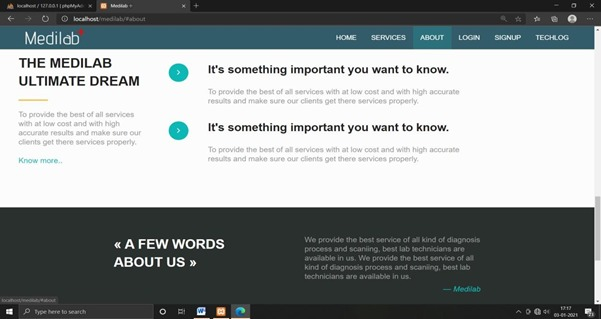 localhost / 127.0.0.1 | phpMyAd
Medilab
localhost/medilab/#about
Medilab
HOME SERVICES ABOUT LOGIN SIGNUP TECHLOG
THE MEDILAB
ULTIMATE DREAM
To provide the best of all services
with at low cost and with high
accurate results and make sure our
clients get there services properly.
Know more..
It's something important you want to know.
To provide the best of all services with at low cost and with high accurate
results and make sure our clients get there services properly.
It's something important you want to know.
To provide the best of all services with at low cost and with high accurate
results and make sure our clients get there services properly.
« A FEW WORDS
ABOUT US »
We provide the best service of all kind of diagnosis
process and scaniing, best lab technicians are
available in us. We provide the best service of all
kind of diagnosis process and scaniing, best lab
technicians are available in us.
— Medilab
localhost/medilab/#about
Type here to search
17:17
03-01-2021